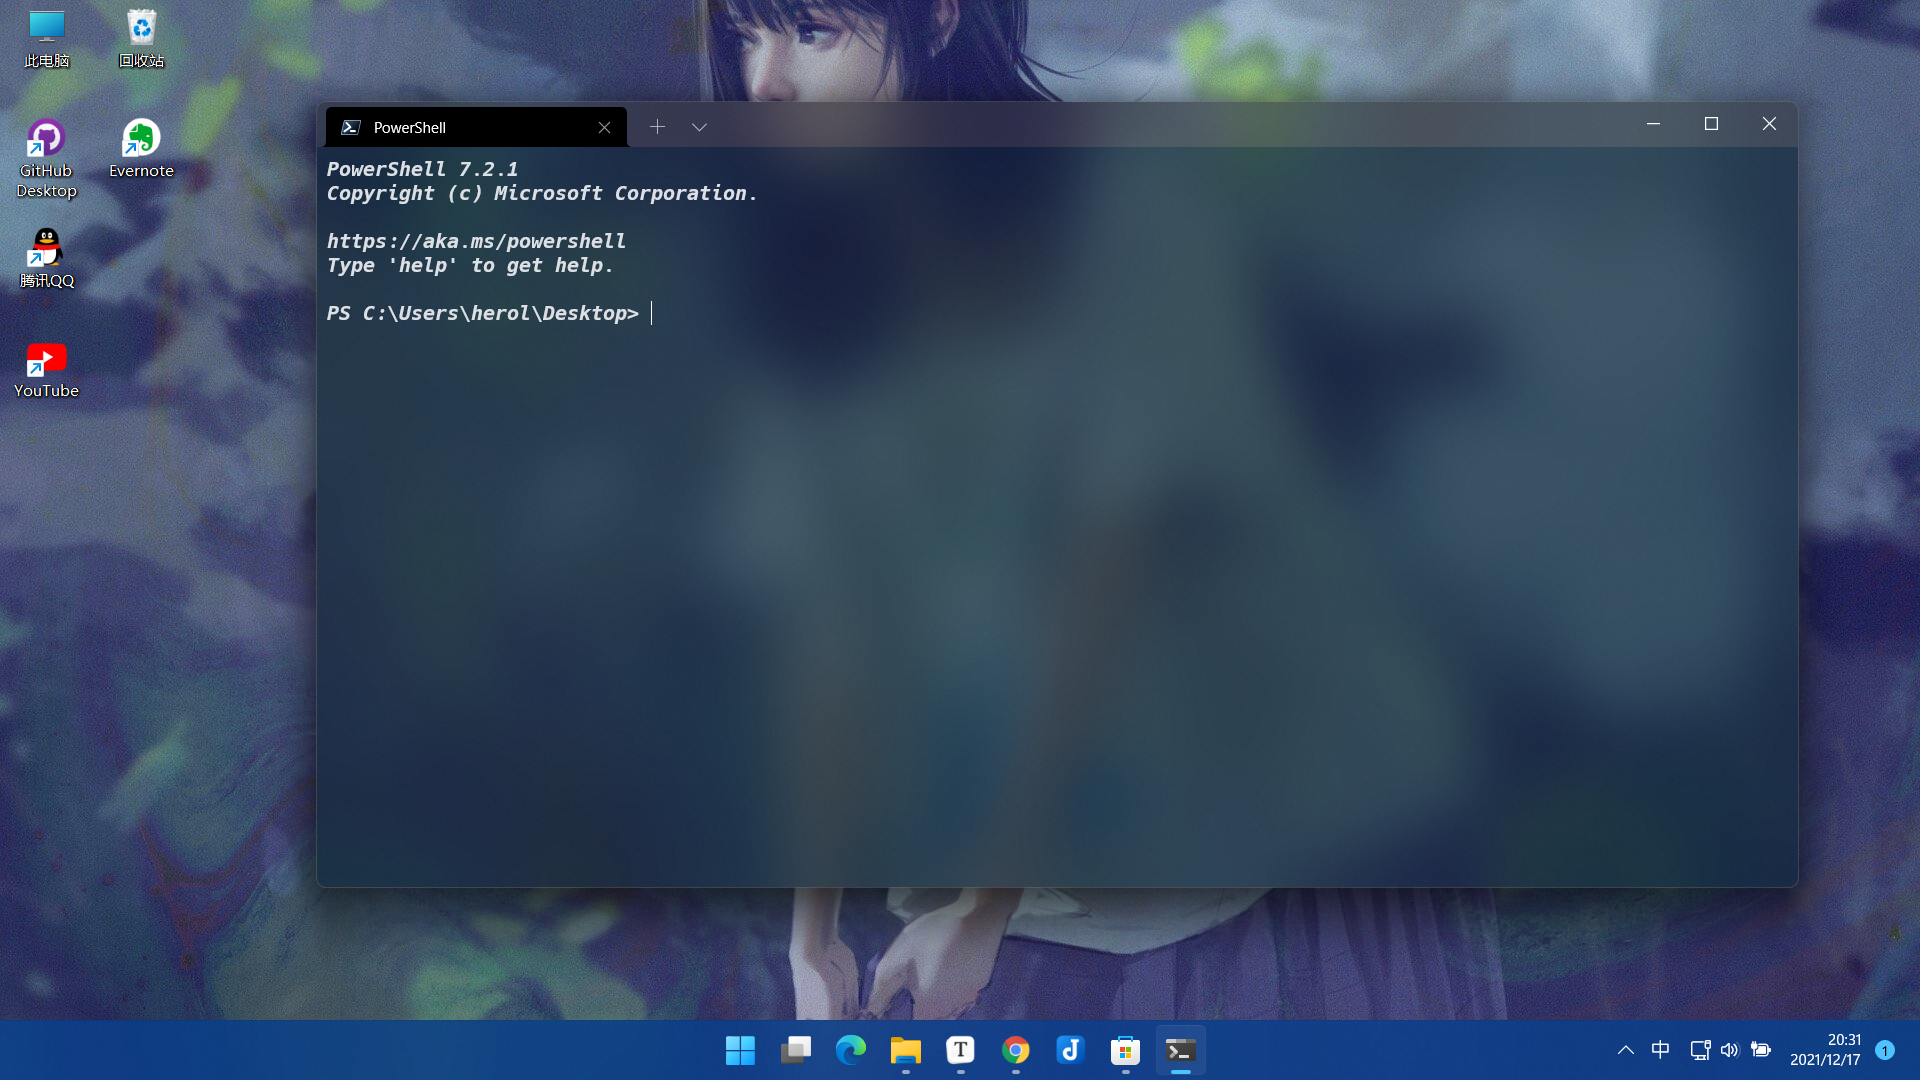 此电脑
回收站
GitHub
Desktop
Evernote
腾讯QQ
YouTube
PowerShell
PowerShell 7.2.1
Copyright (c) Microsoft Corporation.
https://aka.ms/powershell
Type 'help' to get help.
PS C:\Users\herol\Desktop>
T
中
20:31
2021/12/17
1